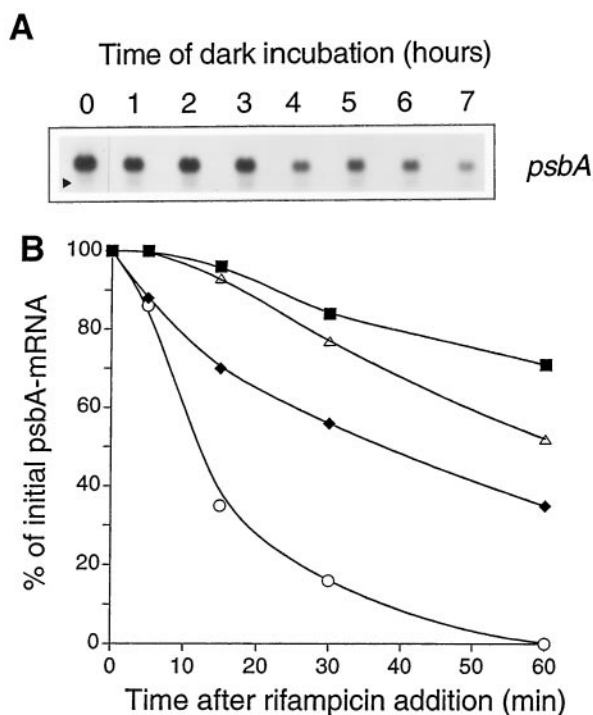 A
Time of dark incubation (hours)
0 1 2 3 4 5 6 7
psbA
B
100
80
60
40
20
0
% of initial psbA-mRNA
0 10 20 30 40 50 60
Time after rifampicin addition (min)